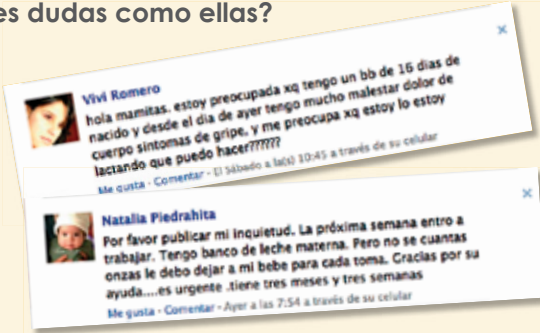 es dudas como ellas?
Vivi Romero
hola mamitas. estoy preocupada xq tengo un bb de 16 dias de
nacido y desde el dia de ayer tengo mucho malestar dolor de
cuerpo sintomas de gripe, y me preocupa xq estoy lo estoy
lactando que puedo hacer??????
Me gusta · Comentar · El Sábado a la(s) 10:45 a través de su celular
Natalia Piedrahita
Por favor publicar mi inquietud. La próxima semana entro a
trabajar. Tengo banco de leche materna. Pero no se cuantas
onzas le debo dejar a mi bebe para cada toma. Gracias por su
ayuda....es urgente .tiene tres meses y tres semanas
Me gusta · Comentar · Ayer a las 7:54 a través de su celular